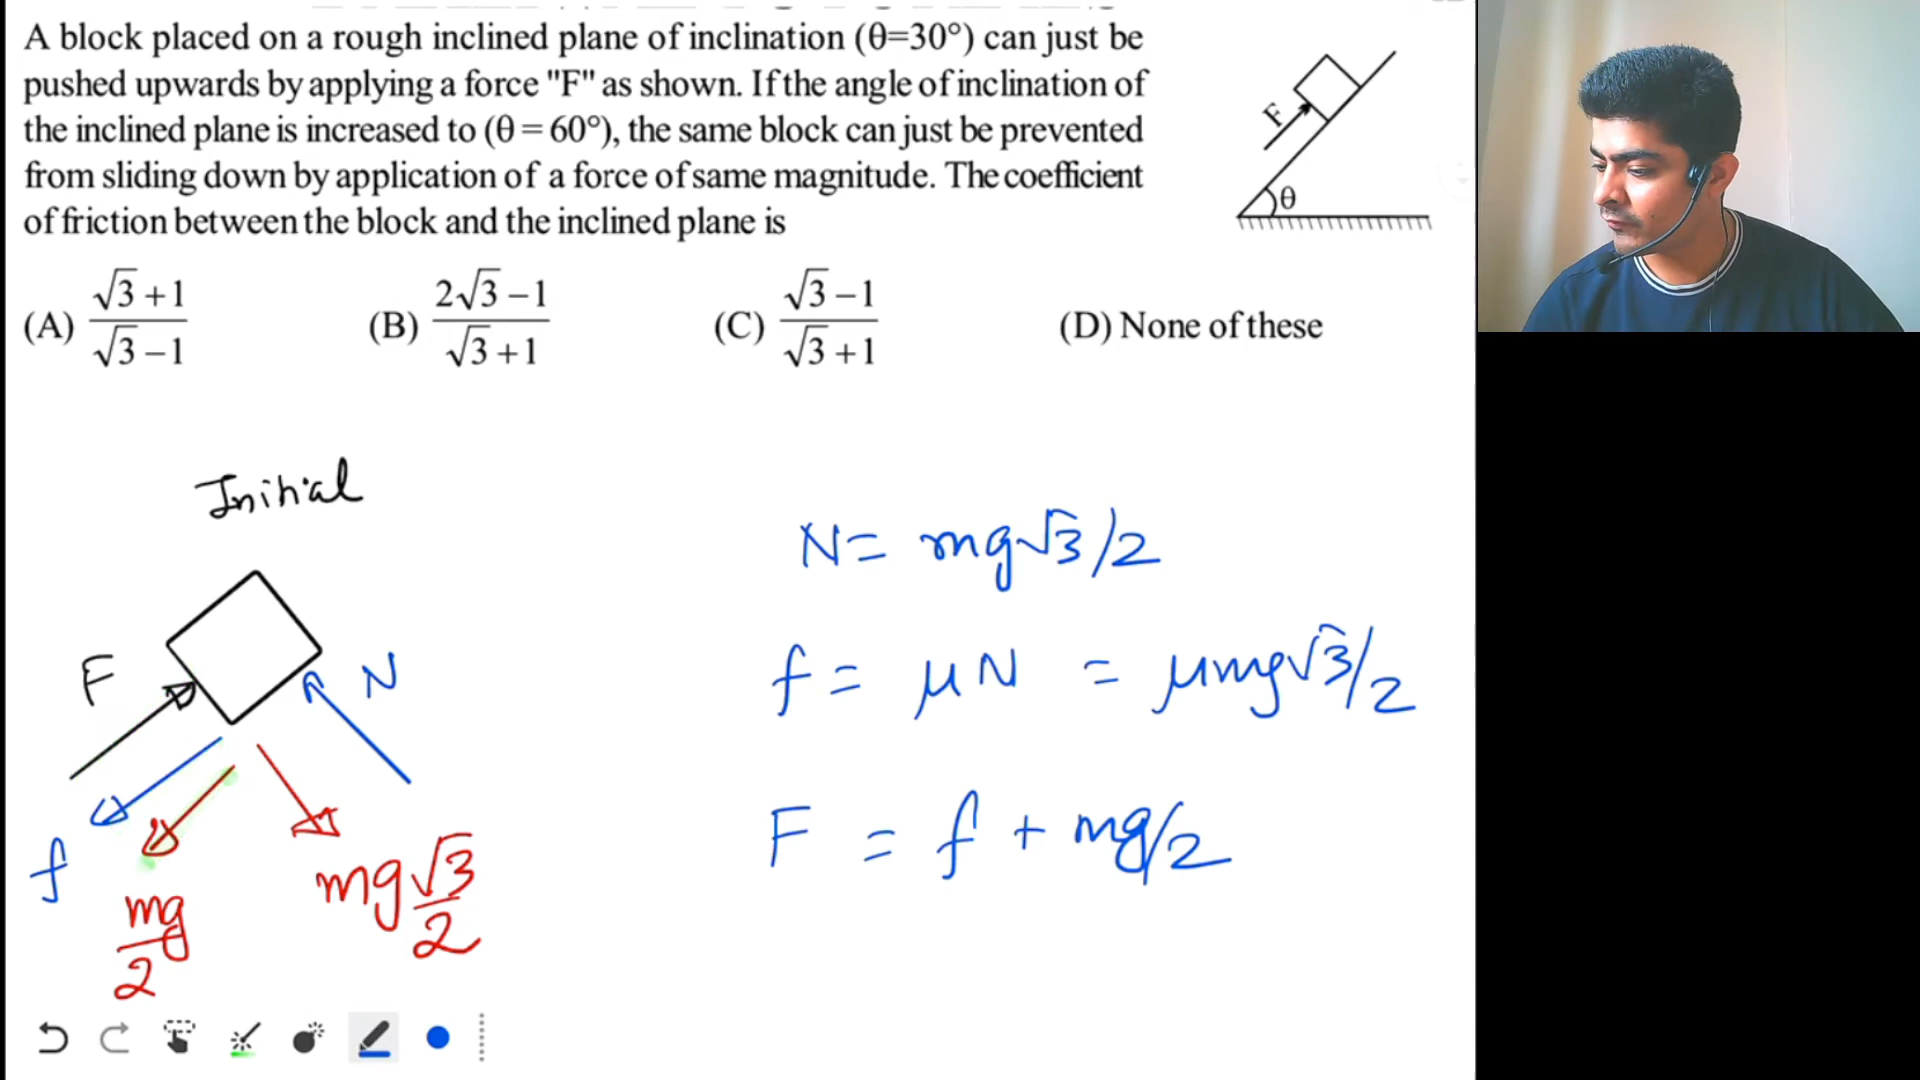 A block placed on a rough inclined plane of inclination (θ=30°) can just be
pushed upwards by applying a force "F" as shown. If the angle of inclination of
the inclined plane is increased to (θ = 60°), the same block can just be prevented
from sliding down by application of a force of same magnitude. The coefficient
of friction between the block and the inclined plane is
F
θ
(A) (√3+1)/(√3−1) (B) (2√3−1)/(√3+1) (C) (√3−1)/(√3+1) (D) None of these
Initial
N= mg√3/2
F N
f = μN = μmg√3/2
F = f + mg/2
f
mg/2
mg√3/2